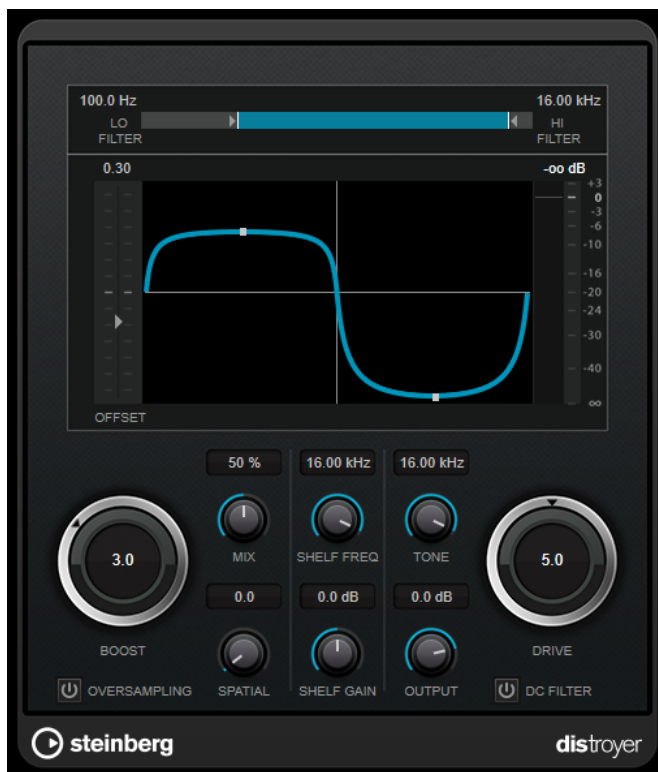 100.0 Hz 16.00 kHz
LO HI
FILTER FILTER
0.30 -oo dB
+3
0
-3
-6
-10
-16
-20
-24
-30
-40
∞
OFFSET
50 % 16.00 kHz 16.00 kHz
3.0 5.0
MIX SHELF FREQ TONE
0.0 0.0 dB 0.0 dB
BOOST DRIVE
OVERSAMPLING SPATIAL SHELF GAIN OUTPUT DC FILTER
steinberg distroyer